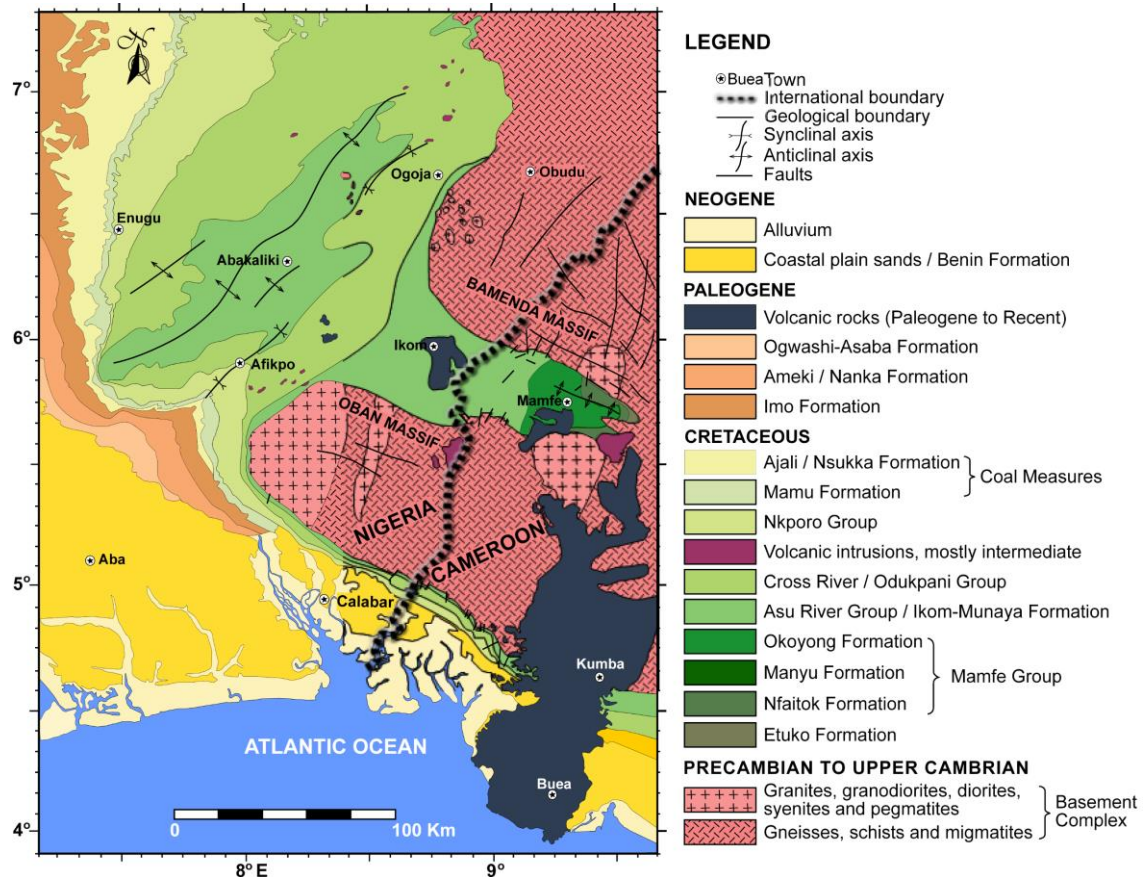 N
7°
6°
5°
4°
8° E
9°
Enugu
Abakaliki
Ogoja
Obudu
Afikpo
Ikom
BAMENDA MASSIF
Mamfe
OBAN MASSIF
NIGERIA
CAMEROON
Aba
Calabar
Kumba
ATLANTIC OCEAN
Buea
0
100 Km
LEGEND
Buea Town
International boundary
Geological boundary
Synclinal axis
Anticlinal axis
Faults
NEOGENE
Alluvium
Coastal plain sands / Benin Formation
PALEOGENE
Volcanic rocks (Paleogene to Recent)
Ogwashi-Asaba Formation
Ameki / Nanka Formation
Imo Formation
CRETACEOUS
Ajali / Nsukka Formation
Mamu Formation
Coal Measures
Nkporo Group
Volcanic intrusions, mostly intermediate
Cross River / Odukpani Group
Asu River Group / Ikom-Munaya Formation
Okoyong Formation
Manyu Formation
Nfaitok Formation
Mamfe Group
Etuko Formation
PRECAMBIAN TO UPPER CAMBRIAN
Granites, granodiorites, diorites,
syenites and pegmatites
Gneisses, schists and migmatites
Basement
Complex